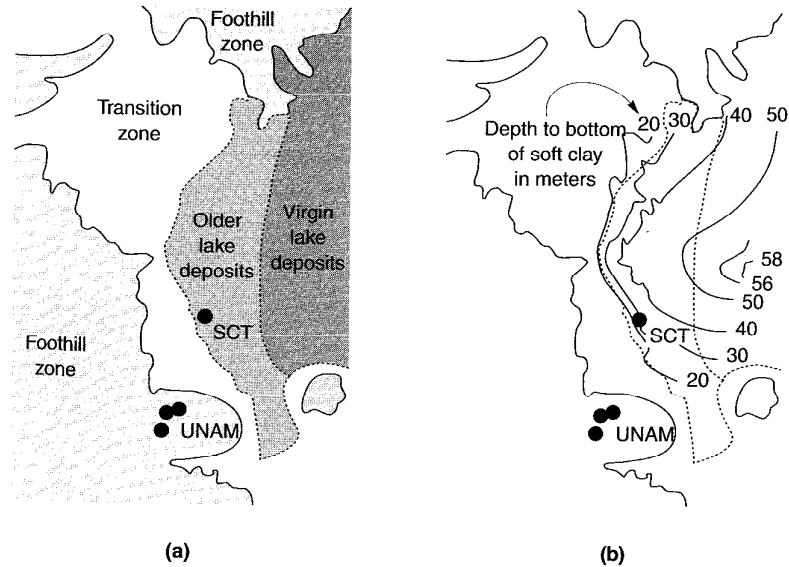 Foothill
zone
Transition
zone
Older
lake
deposits
Virgin
lake
deposits
SCT
Foothill
zone
UNAM
(a)
20
30
40
50
Depth to bottom
of soft clay
in meters
58
56
50
SCT
40
30
20
UNAM
(b)